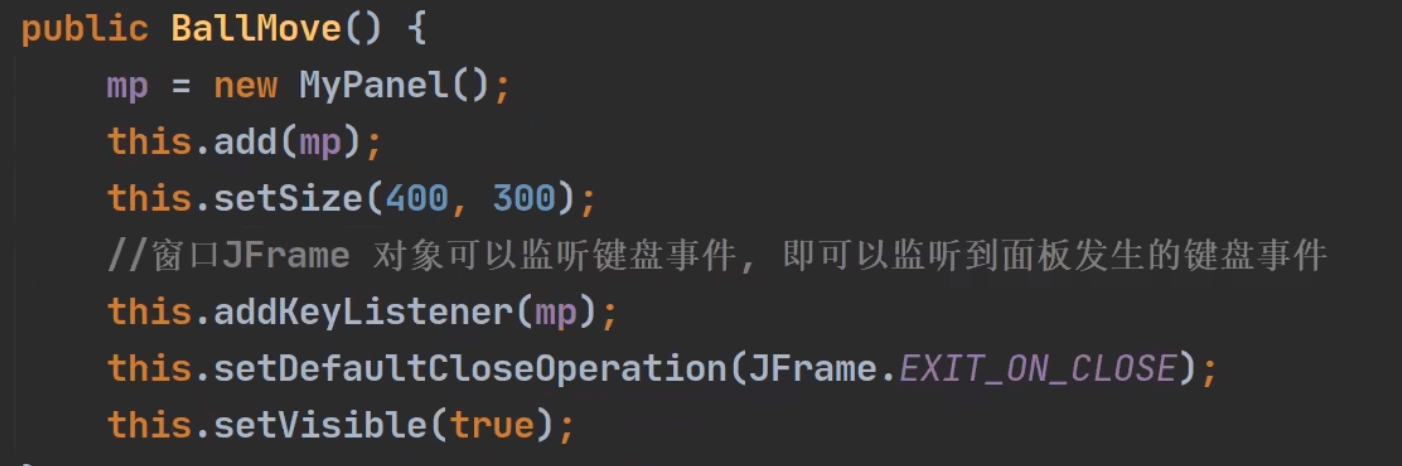 public BallMove() {
mp = new MyPanel();
this.add(mp);
this.setSize(400, 300);
//窗口JFrame 对象可以监听键盘事件, 即可以监听到面板发生的键盘事件
this.addKeyListener(mp);
this.setDefaultCloseOperation(JFrame.EXIT_ON_CLOSE);
this.setVisible(true);